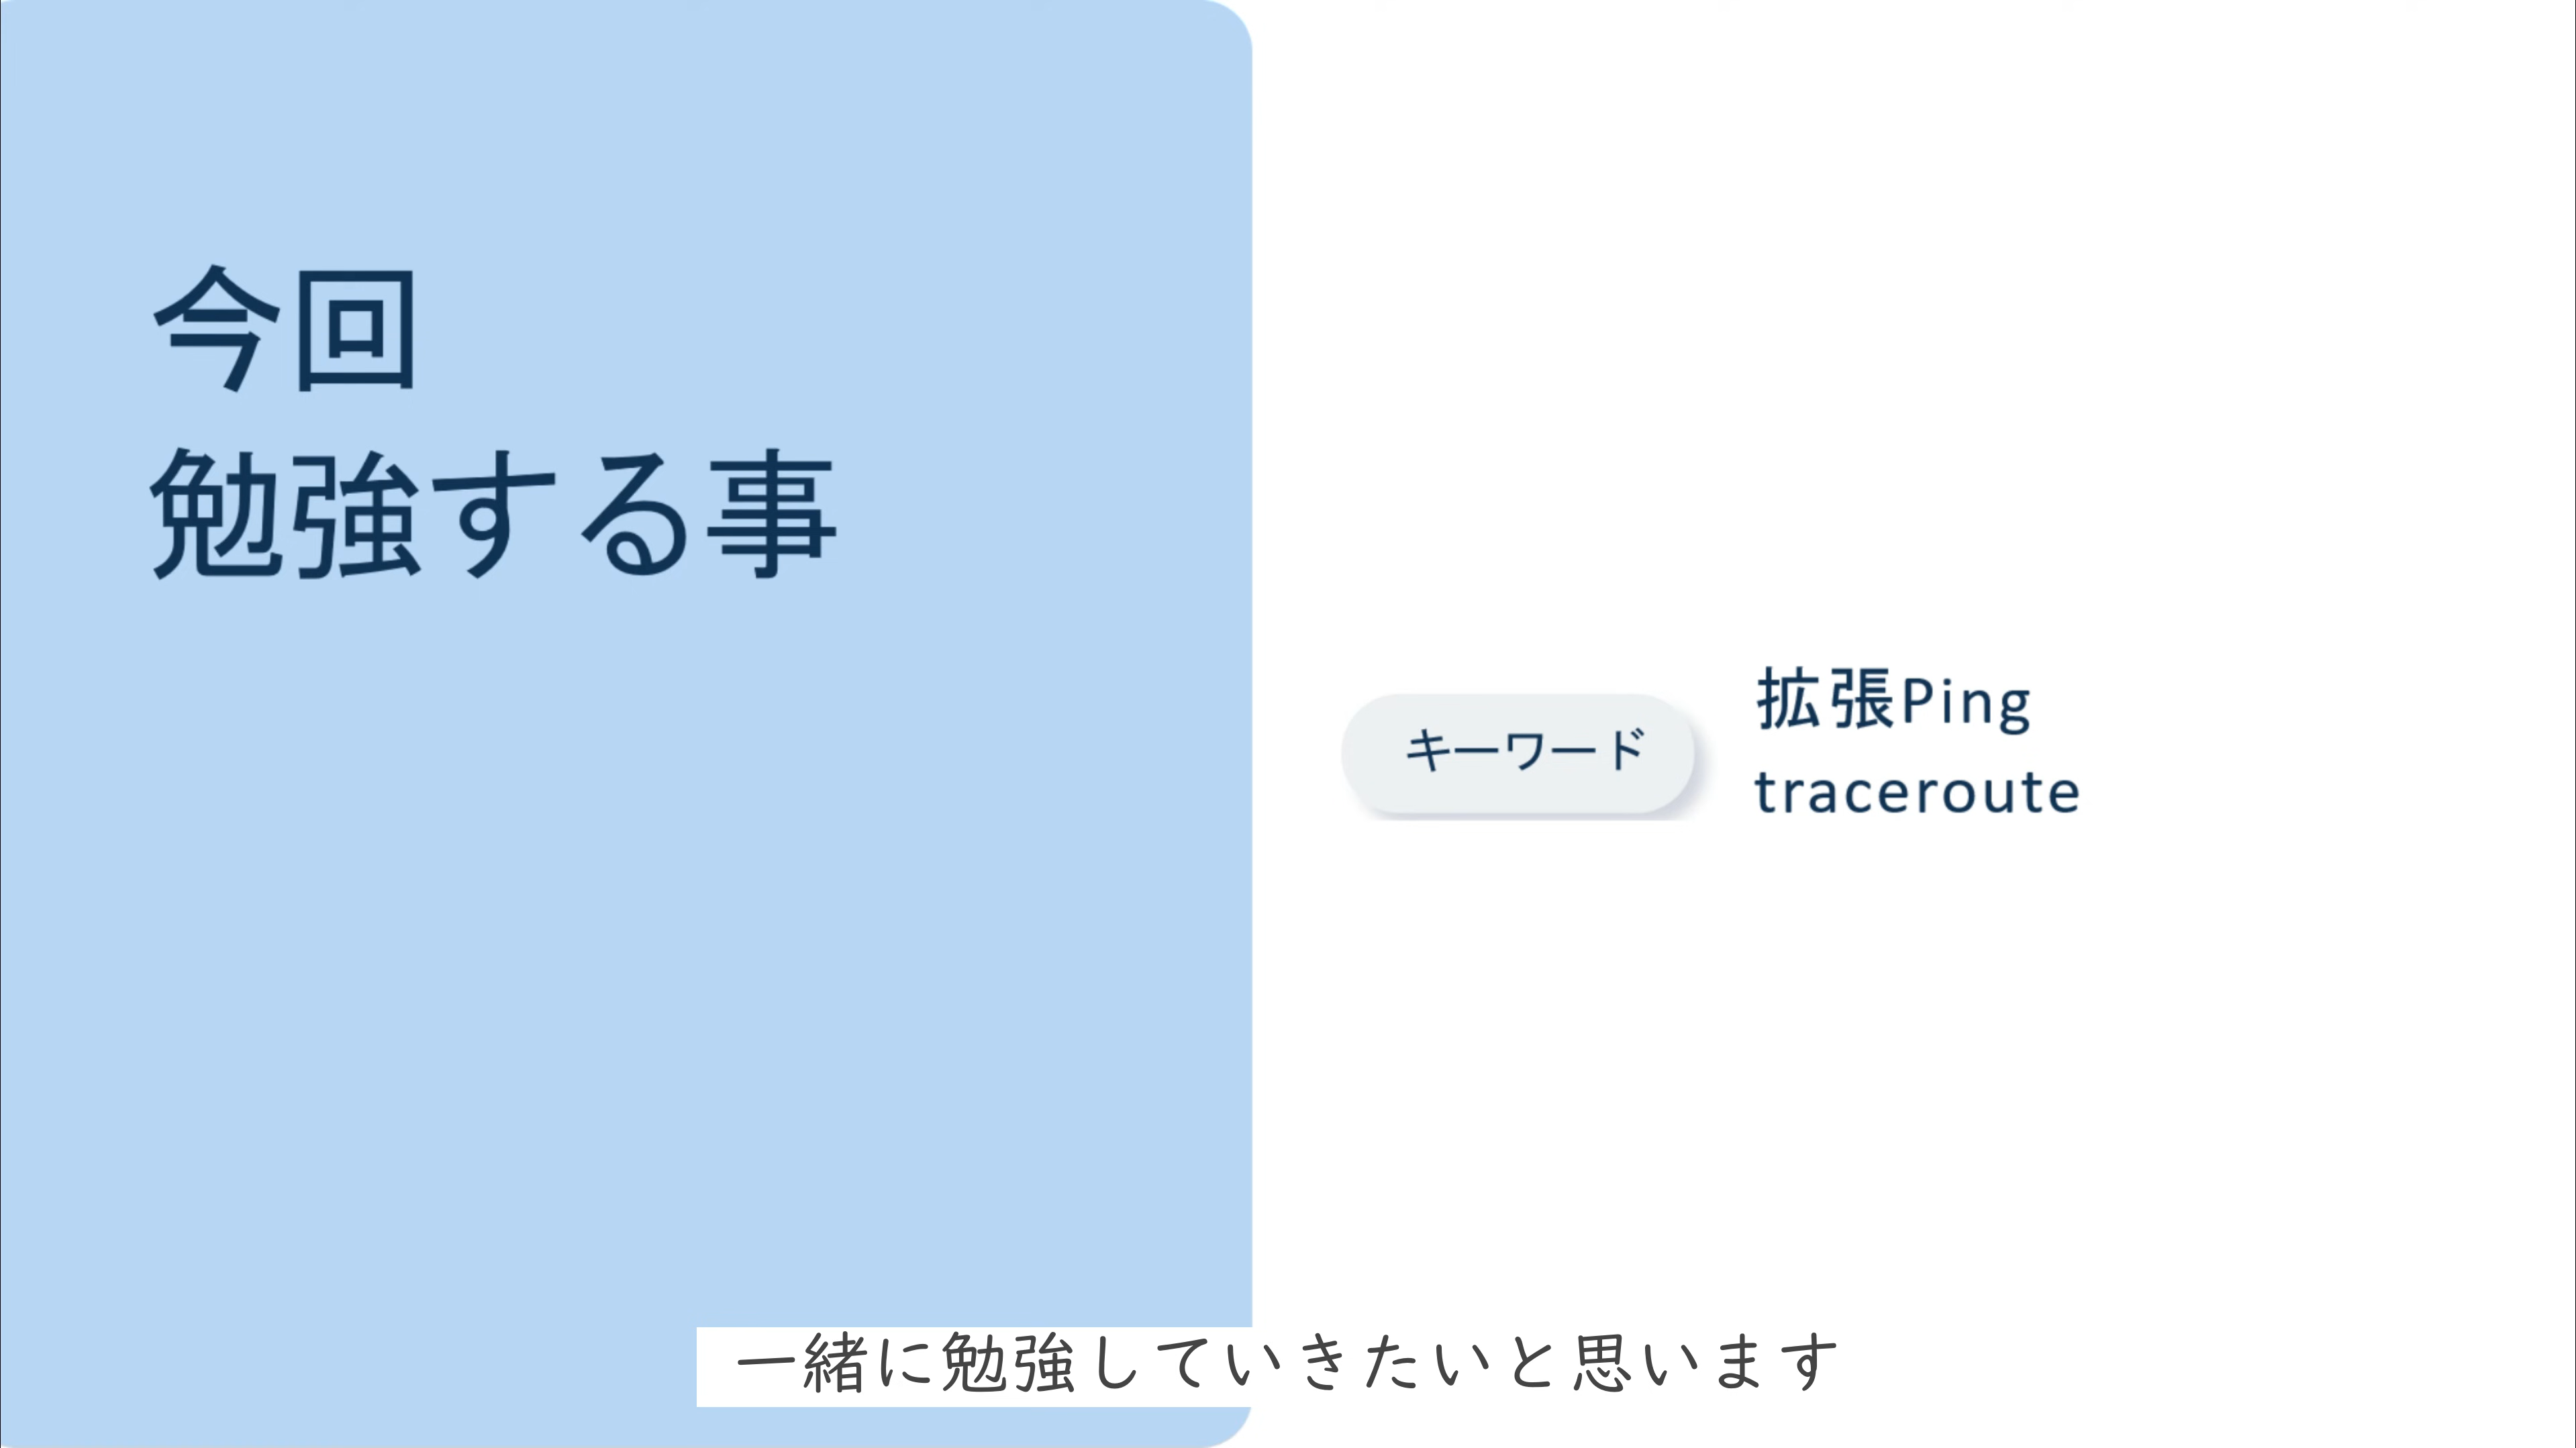 今回
勉強する事
キーワード
拡張Ping
traceroute
一緒に勉強していきたいと思います